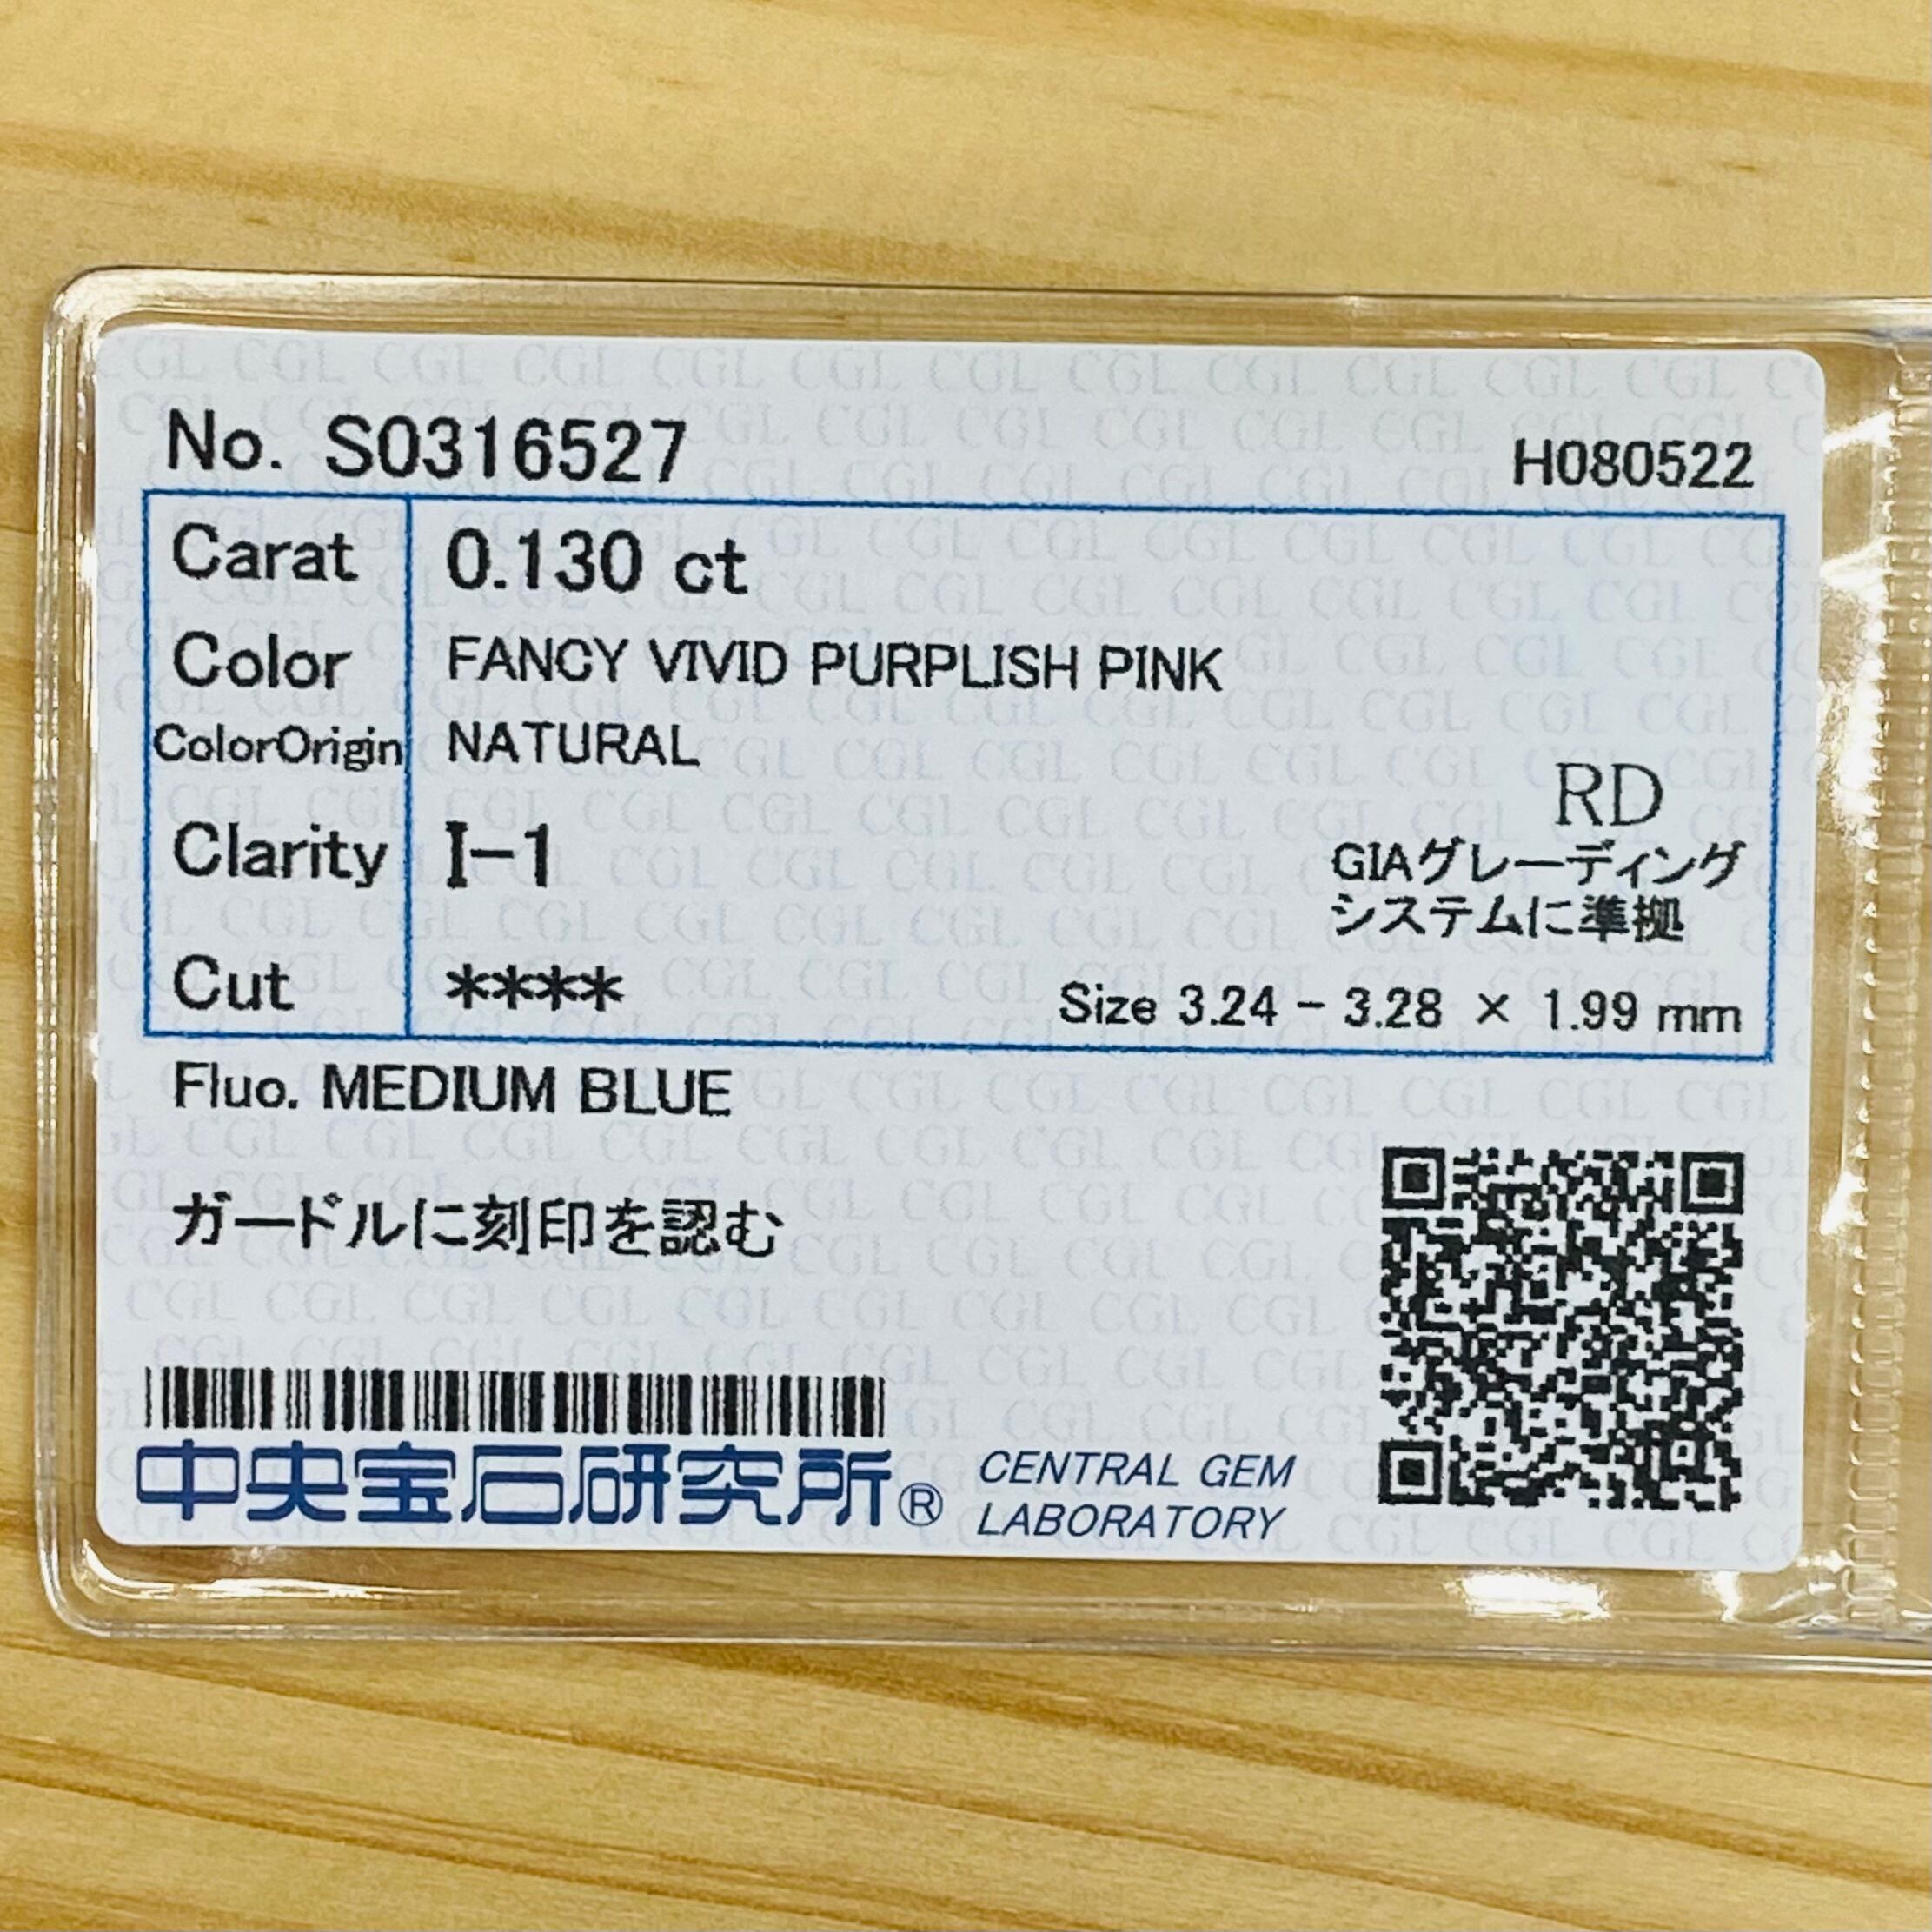 No. S0316527
H080522
Carat 0.130 ct
Color FANCY VIVID PURPLISH PINK
ColorOrigin NATURAL
RD
Clarity I-1
GIAグレーディング
システムに準拠
Cut ****
Size 3.24 - 3.28 × 1.99 mm
Fluo. MEDIUM BLUE
ガードルに刻印を認む
中央宝石研究所®
CENTRAL GEM
LABORATORY